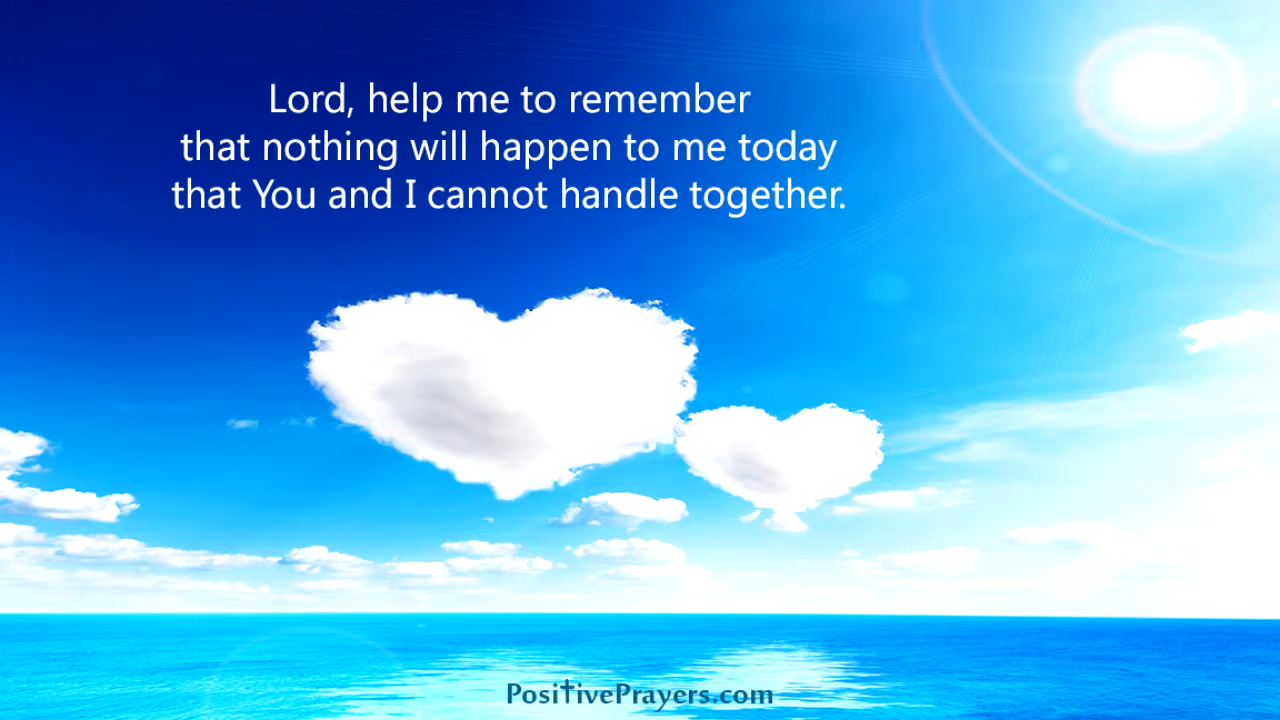 Lord, help me to remember
that nothing will happen to me today
that You and I cannot handle together.
PositivePrayers.com